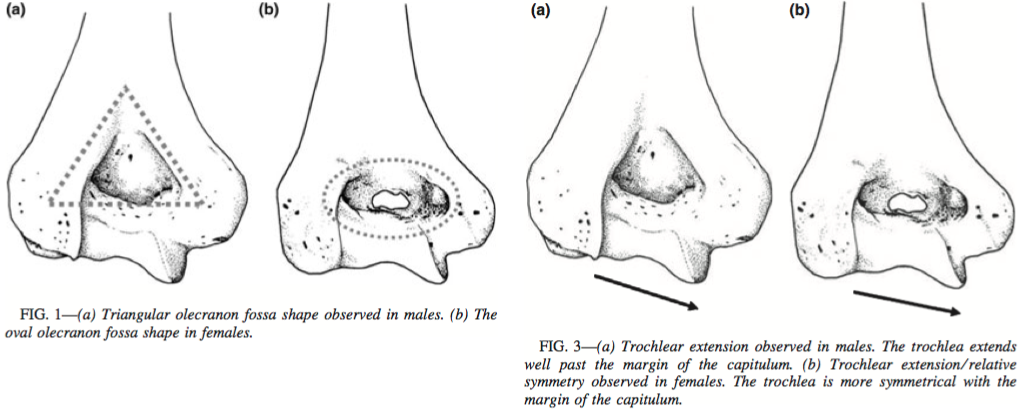 (a)
(b)
FIG. 1—(a) Triangular olecranon fossa shape observed in males. (b) The
oval olecranon fossa shape in females.
(a)
(b)
FIG. 3—(a) Trochlear extension observed in males. The trochlea extends
well past the margin of the capitulum. (b) Trochlear extension/relative
symmetry observed in females. The trochlea is more symmetrical with the
margin of the capitulum.